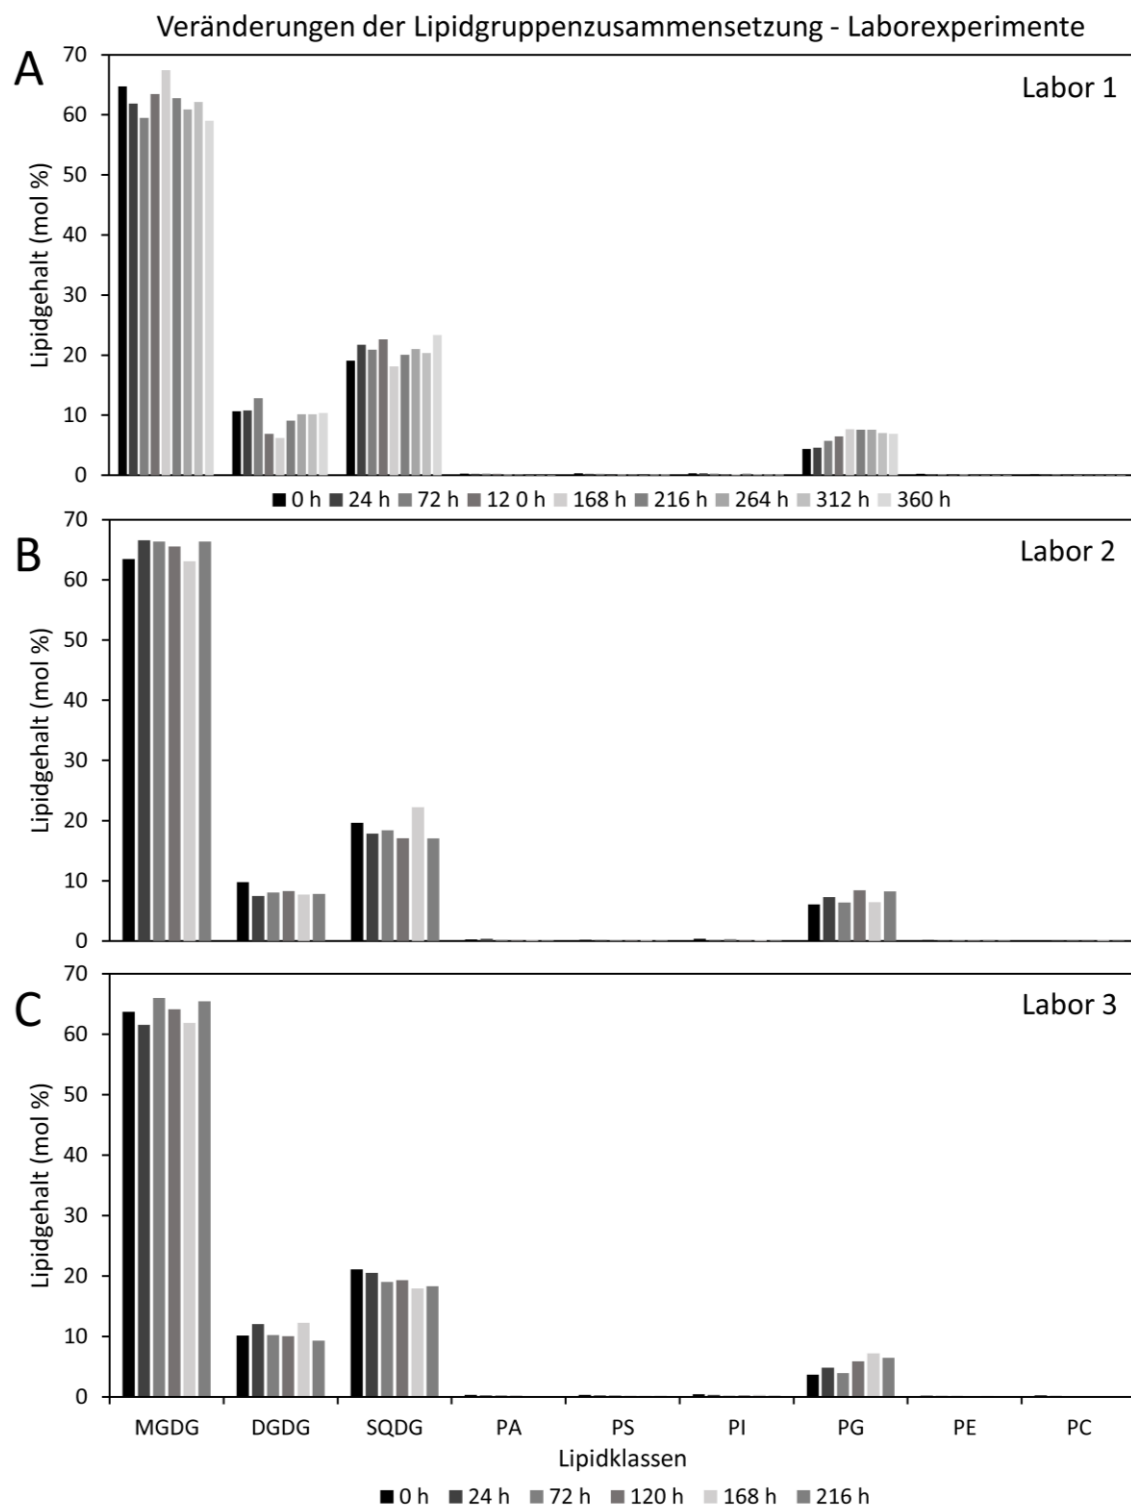 Veränderungen der Lipidgruppenzusammensetzung - Laborexperimente
A
Labor 1
Lipidgehalt (mol %)
70
60
50
40
30
20
10
0
0 h 24 h 72 h 12 0 h 168 h 216 h 264 h 312 h 360 h
B
Labor 2
Lipidgehalt (mol %)
70
60
50
40
30
20
10
0
C
Labor 3
Lipidgehalt (mol %)
70
60
50
40
30
20
10
0
MGDG DGDG SQDG PA PS PI PG PE PC
Lipidklassen
0 h 24 h 72 h 120 h 168 h 216 h